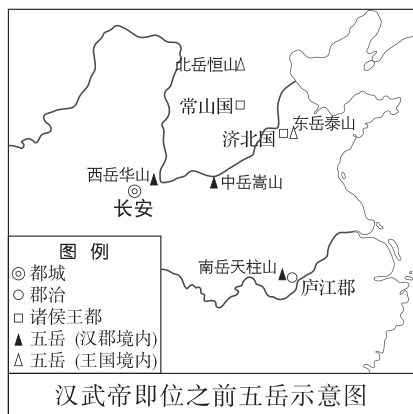 北岳恒山
常山国
济北国
东岳泰山
西岳华山
中岳嵩山
长安
南岳天柱山
庐江郡
图例
都城
郡治
诸侯王都
五岳 (汉郡境内)
五岳 (王国境内)
汉武帝即位之前五岳示意图